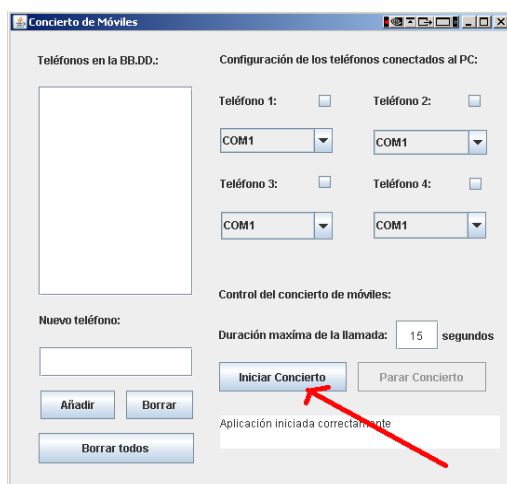 Concierto de Móviles
Teléfonos en la BB.DD.:
Configuración de los teléfonos conectados al PC:
Teléfono 1:
Teléfono 2:
COM1
COM1
Teléfono 3:
Teléfono 4:
COM1
COM1
Control del concierto de móviles:
Nuevo teléfono:
Duración maxíma de la llamada: 15 segundos
Iniciar Concierto
Parar Concierto
Añadir
Borrar
Aplicación iniciada correctamente
Borrar todos